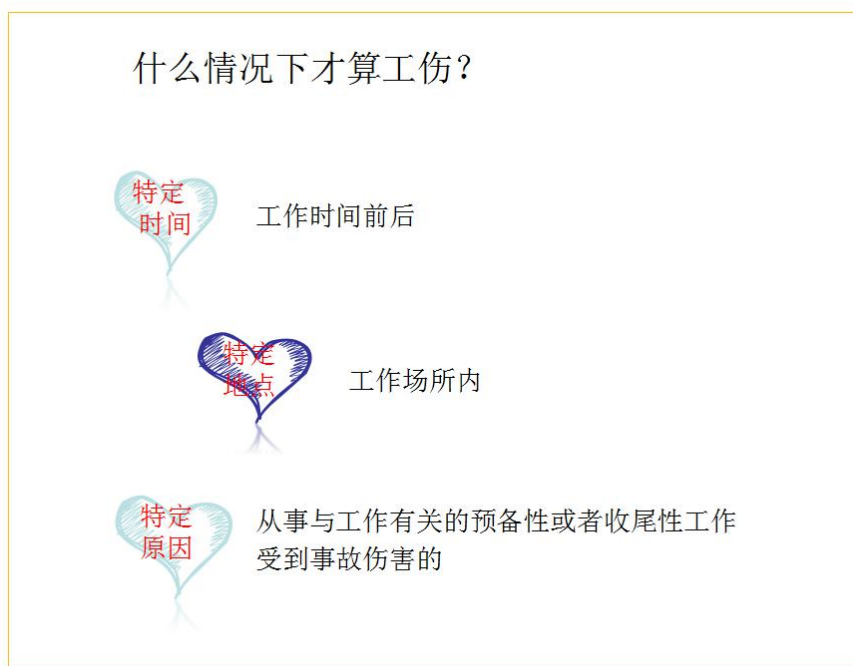 什么情况下才算工伤？
特定
时间
工作时间前后
特定
地点
工作场所内
特定
原因
从事与工作有关的预备性或者收尾性工作
受到事故伤害的